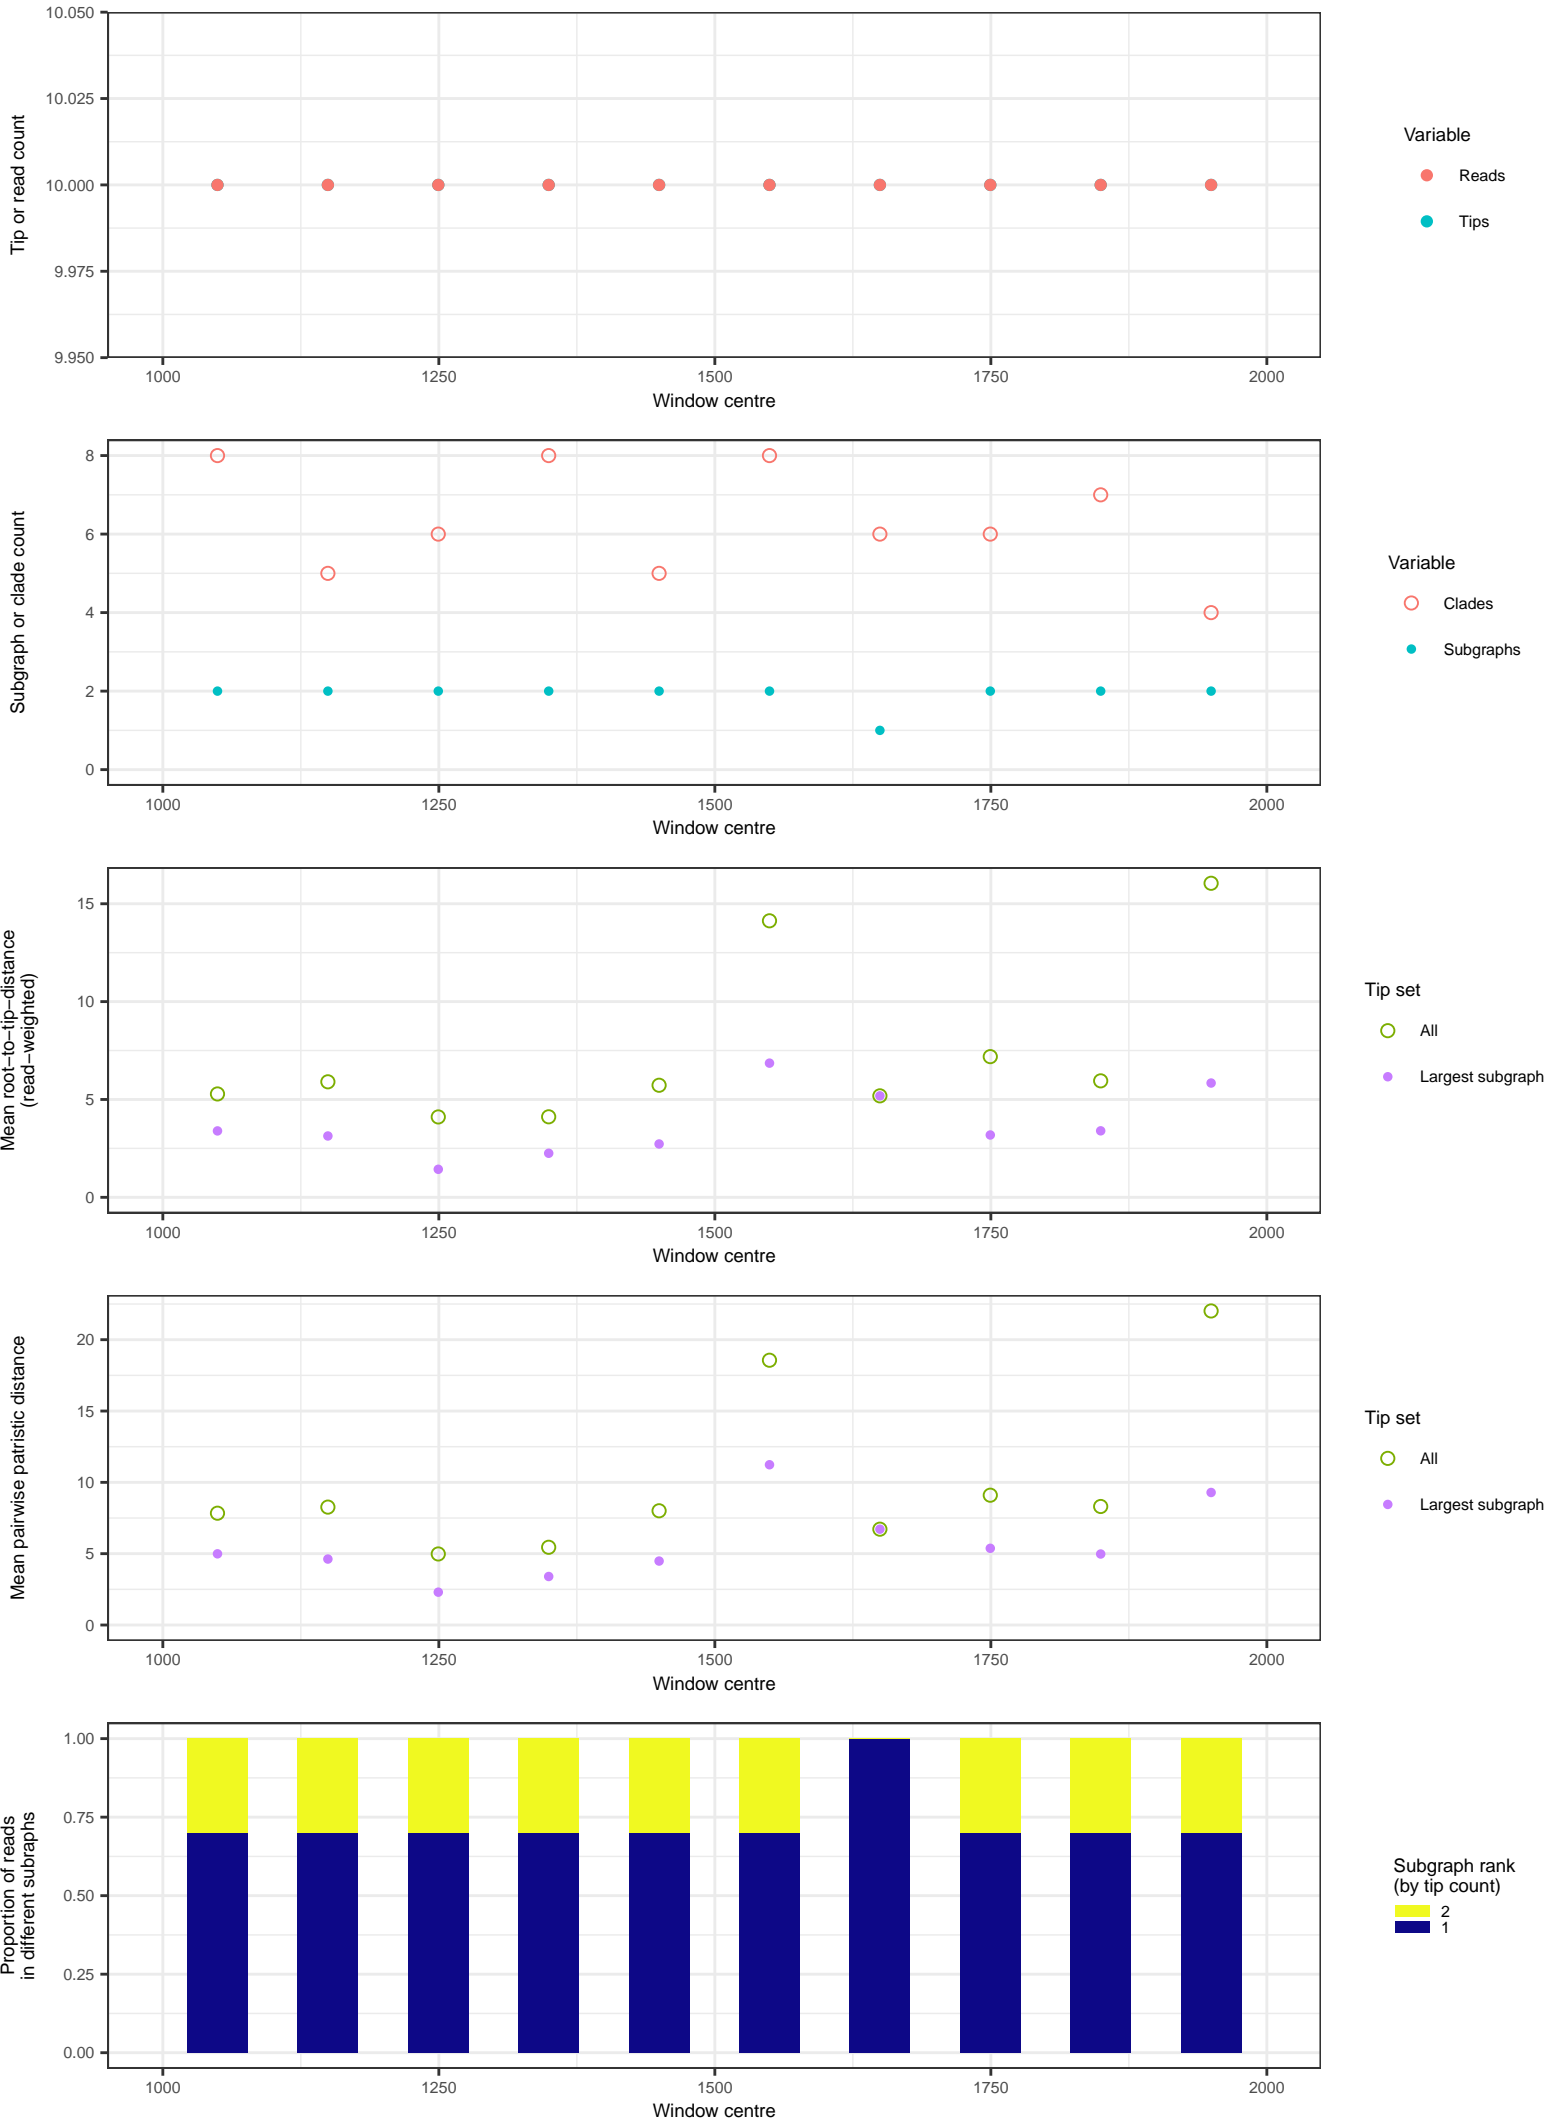 10.050
10.025
10.000
9.975
9.950
Tip or read count
1000 1250 1500 1750 2000
Window centre
Variable
Reads
Tips
8
6
4
2
0
Subgraph or clade count
1000 1250 1500 1750 2000
Window centre
Variable
Clades
Subgraphs
15
10
5
0
Mean root−to−tip−distance
(read−weighted)
1000 1250 1500 1750 2000
Window centre
Tip set
All
Largest subgraph
20
15
10
5
0
Mean pairwise patristic distance
1000 1250 1500 1750 2000
Window centre
Tip set
All
Largest subgraph
1.00
0.75
0.50
0.25
0.00
Proportion of reads
in different subraphs
1000 1250 1500 1750 2000
Window centre
Subgraph rank
(by tip count)
2
1